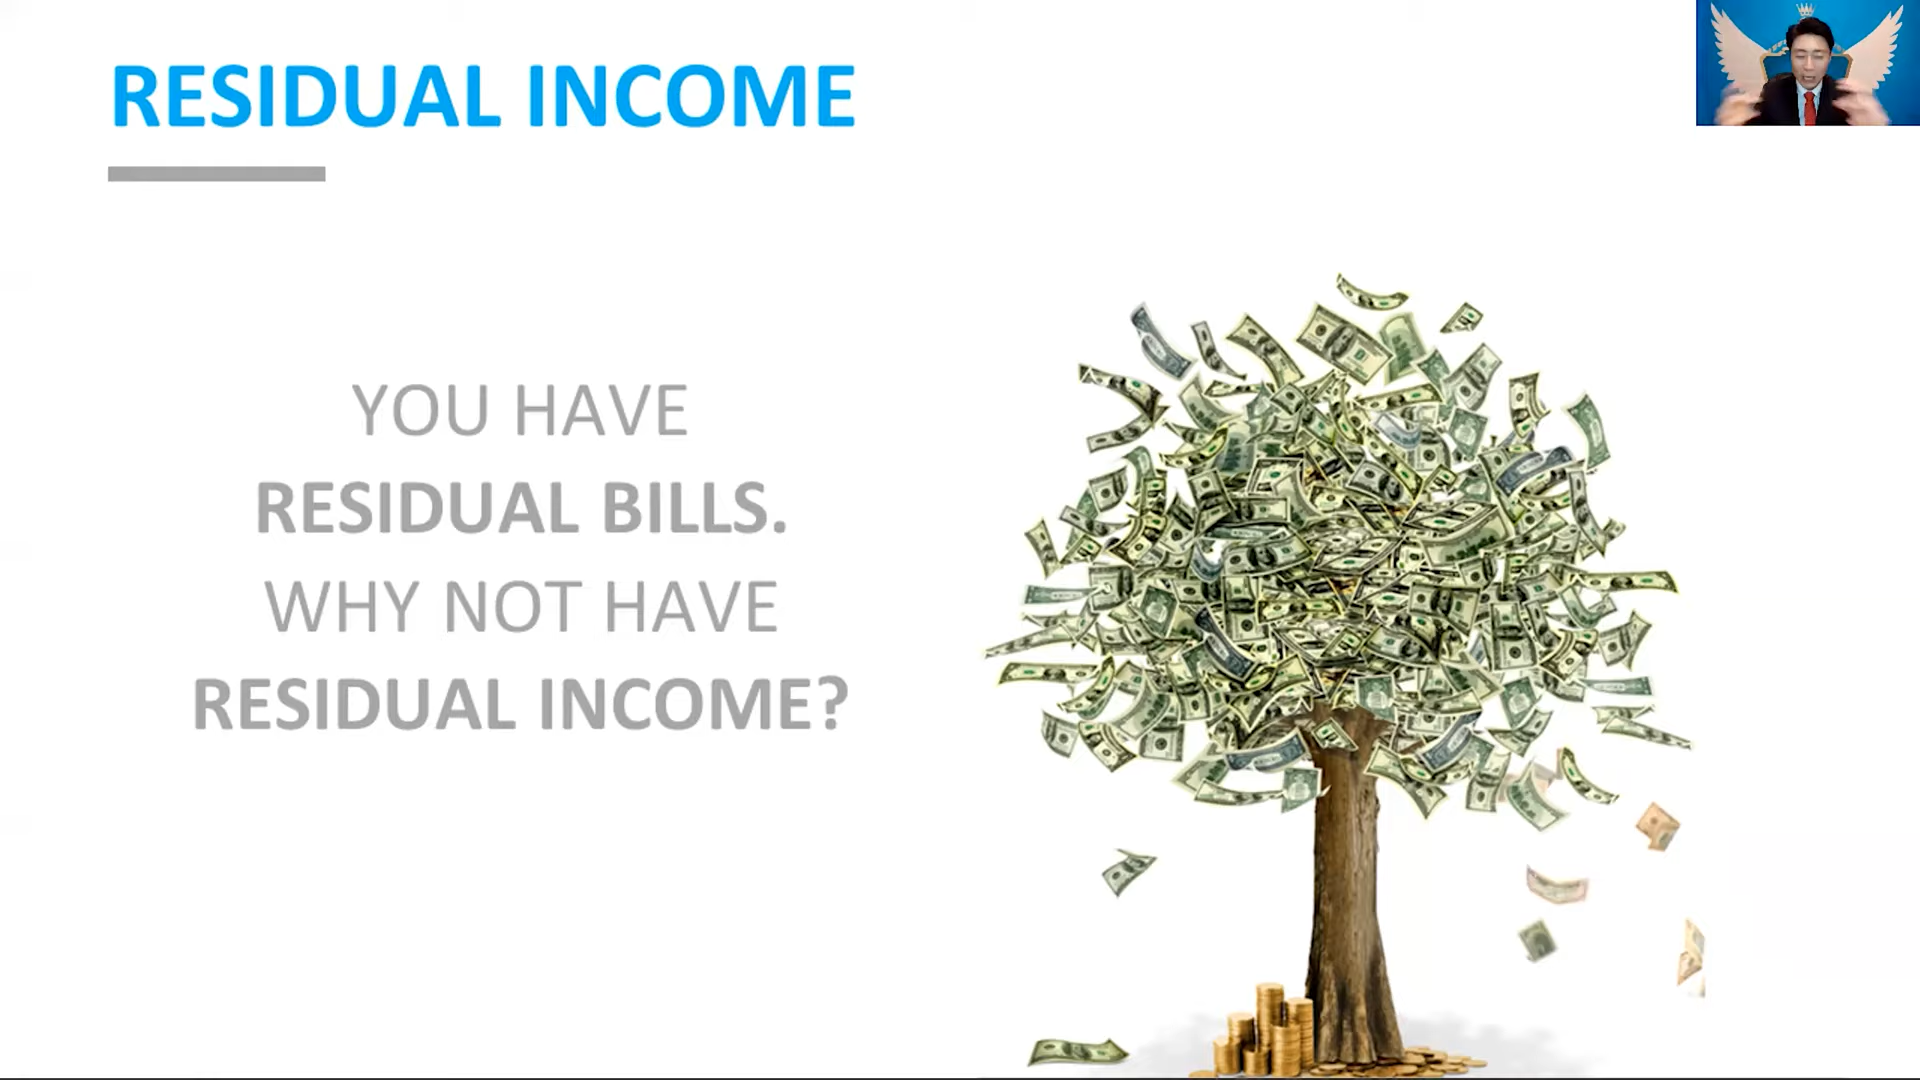 RESIDUAL INCOME
YOU HAVE
RESIDUAL BILLS.
WHY NOT HAVE
RESIDUAL INCOME?